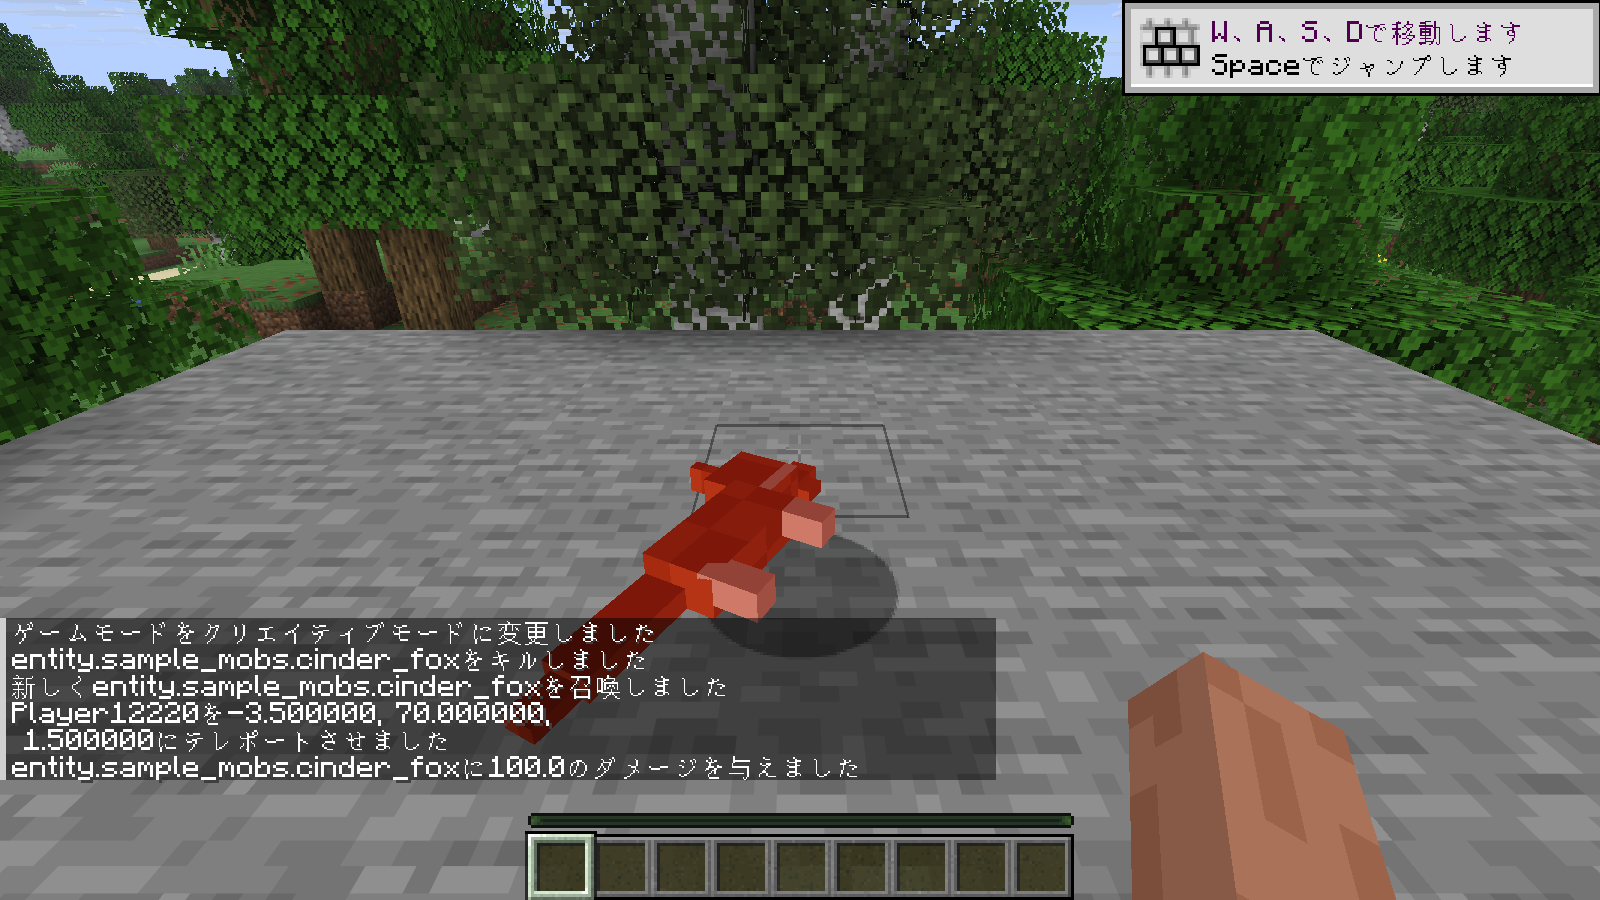 W、A、S、Dで移動します
Spaceでジャンプします
ゲームモードをクリエイティブモードに変更しました
entity.sample_mobs.cinder_foxをキルしました
新しくentity.sample_mobs.cinder_foxを召喚しました
Player12220を-3.500000, 70.000000,
1.500000にテレポートさせました
entity.sample_mobs.cinder_foxに100.0のダメージを与えました